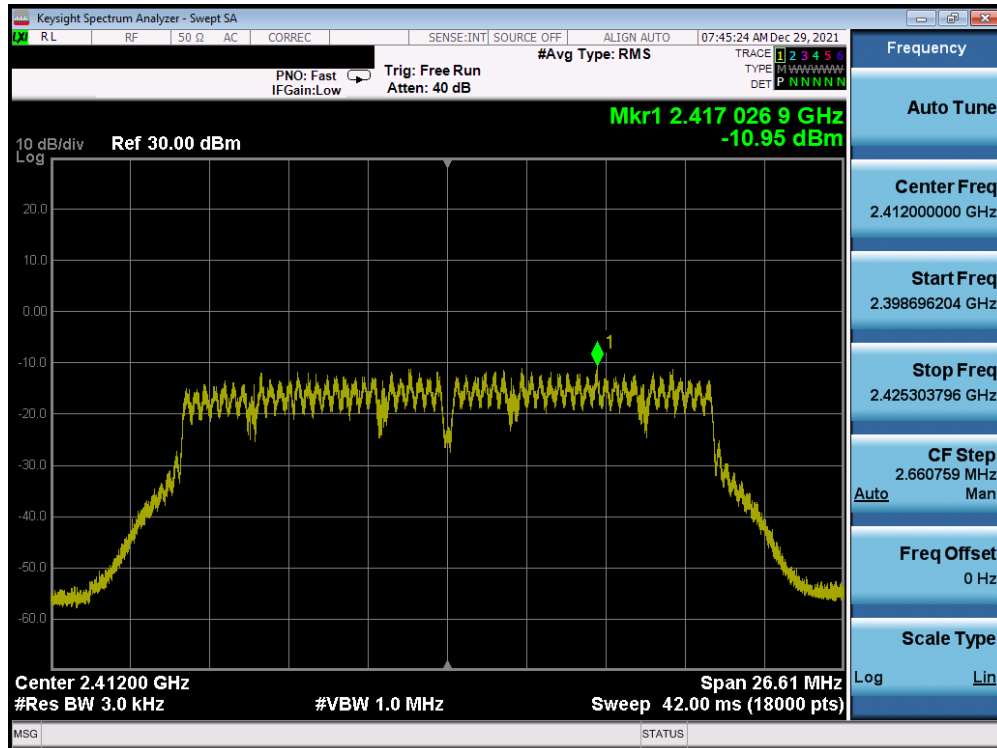 Keysight Spectrum Analyzer - Swept SA
LXI RL RF 50 Ω AC CORREC SENSE:INT SOURCE OFF ALIGN AUTO 07:45:24 AM Dec 29, 2021
#Avg Type: RMS
TRACE 1 2 3 4 5 6
PNO: Fast Trig: Free Run
TYPE M WWWWW
IFGain:Low Atten: 40 dB
DET P N N N N N
Mkr1 2.417 026 9 GHz
-10.95 dBm
10 dB/div Ref 30.00 dBm
Log
20.0
10.0
0.00
-10.0
-20.0
-30.0
-40.0
-50.0
-60.0
1
Center 2.41200 GHz Span 26.61 MHz
#Res BW 3.0 kHz #VBW 1.0 MHz Sweep 42.00 ms (18000 pts)
MSG STATUS
Frequency
Auto Tune
Center Freq
2.412000000 GHz
Start Freq
2.398696204 GHz
Stop Freq
2.425303796 GHz
CF Step
2.660759 MHz
Auto Man
Freq Offset
0 Hz
Scale Type
Log Lin